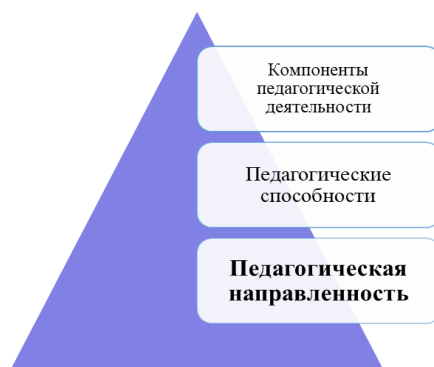 Компоненты
педагогической
деятельности
Педагогические
способности
Педагогическая
направленность